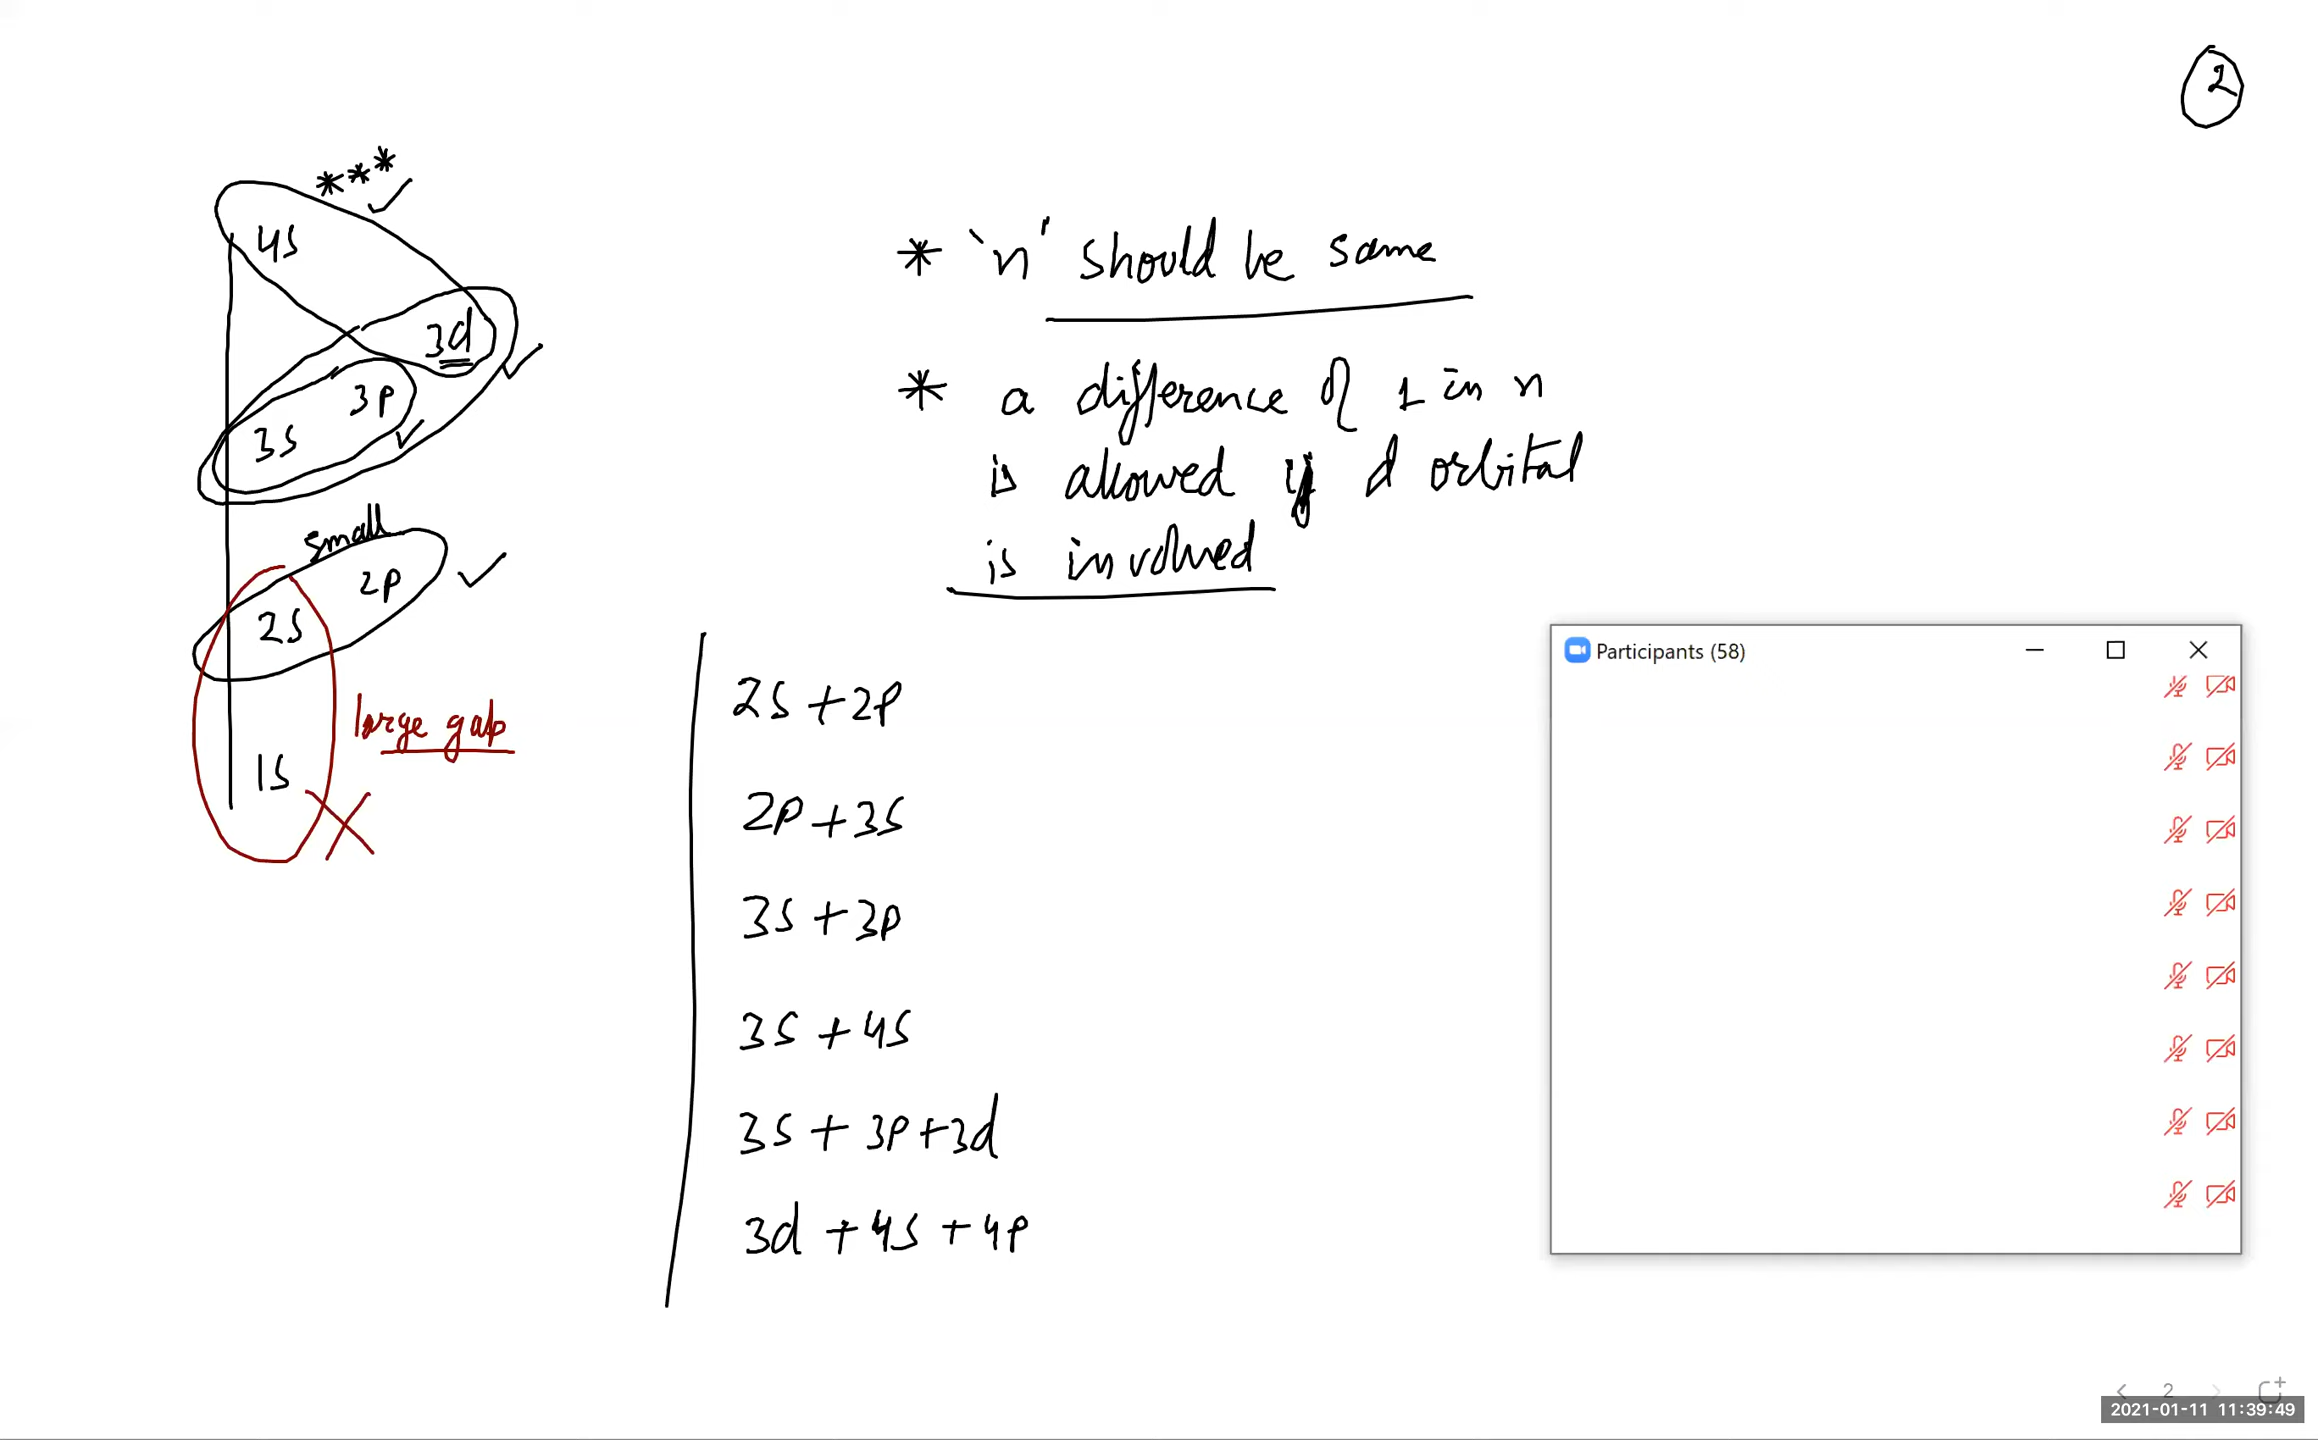 2
***
4s
3d
3p
3s
small
2p
2s
large gap
1s
* 'n' should be same
* a difference of 1 in n
is allowed if d orbital
is involved
2s + 2p
2p + 3s
3s + 3p
3s + 4s
3s + 3p + 3d
3d + 4s + 4p
Participants (58)
2
2021-01-11 11:39:49